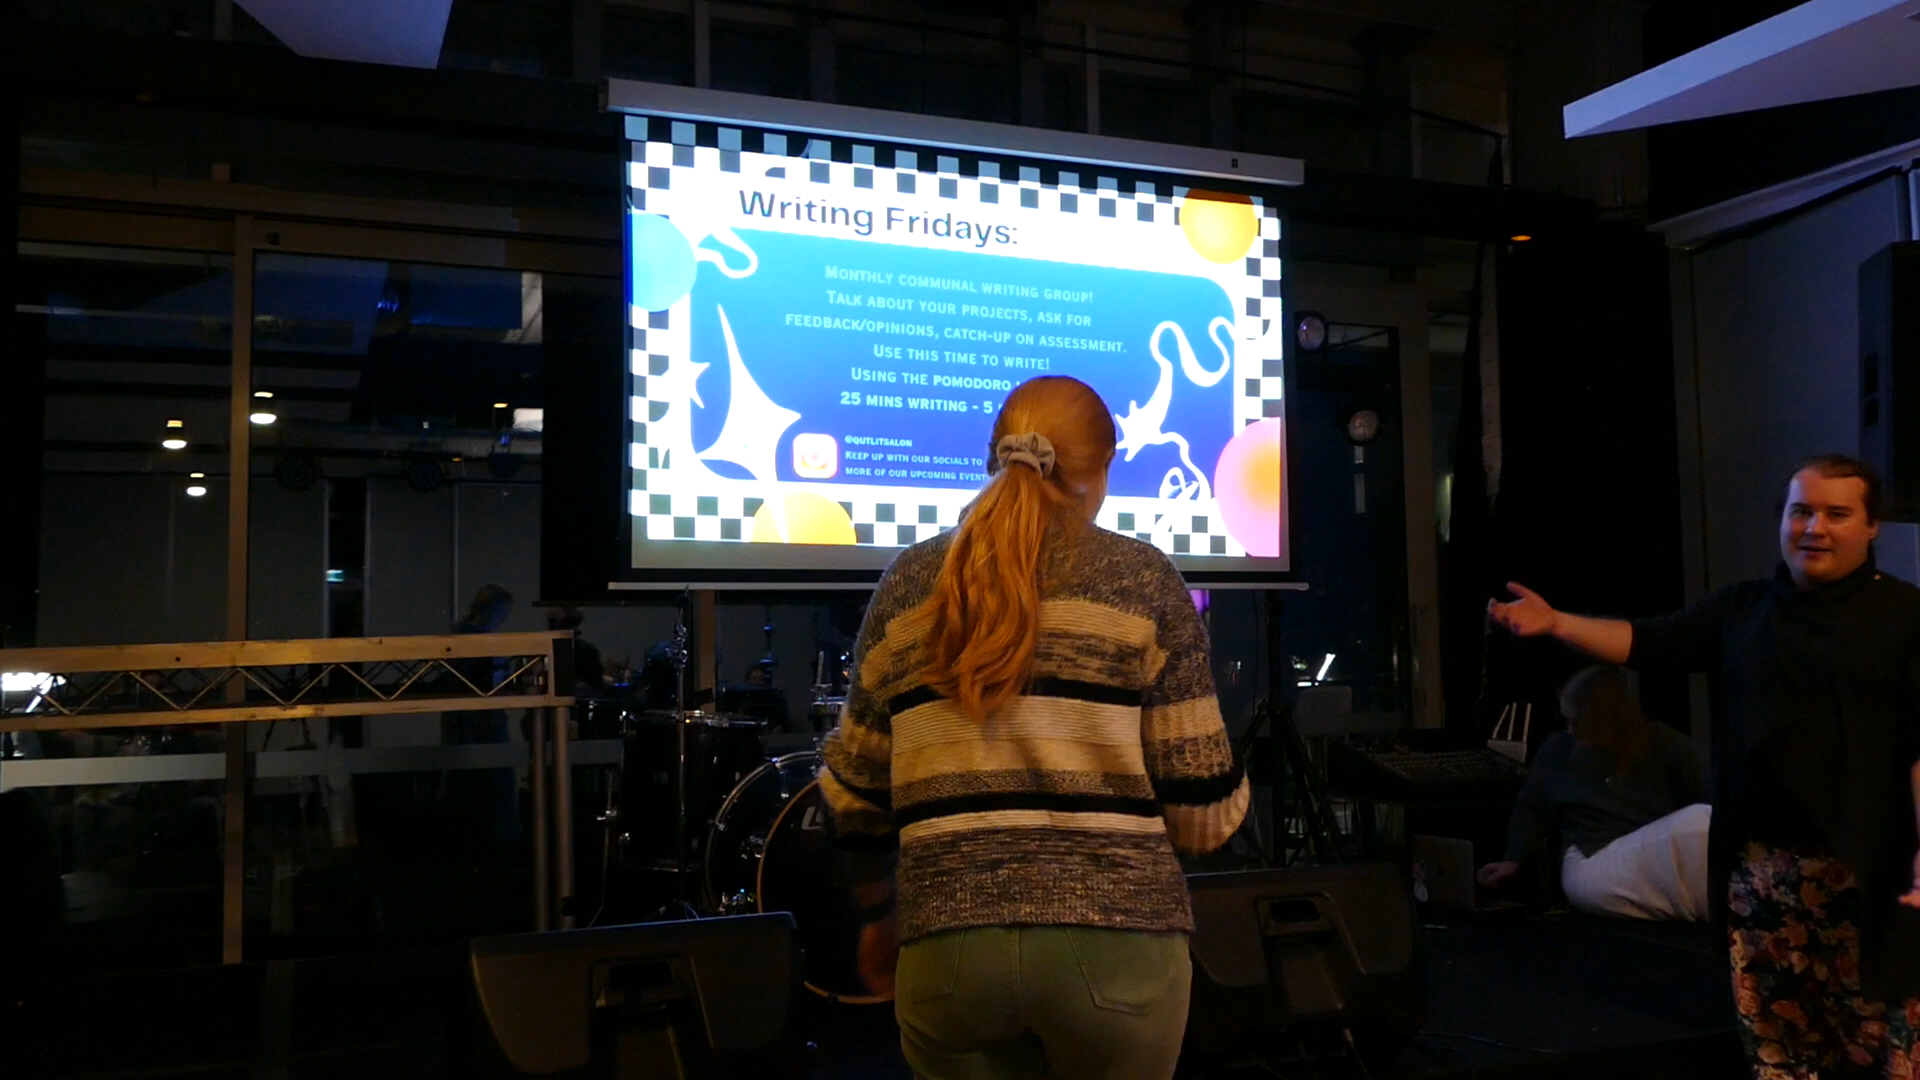 Writing Fridays:
MONTHLY COMMUNAL WRITING GROUP!
TALK ABOUT YOUR PROJECTS, ASK FOR
FEEDBACK/OPINIONS, CATCH-UP ON ASSESSMENT.
USE THIS TIME TO WRITE!
USING THE POMODORO
25 MINS WRITING - 5
@QUTLITSALON
KEEP UP WITH OUR SOCIALS TO
MORE OF OUR UPCOMING